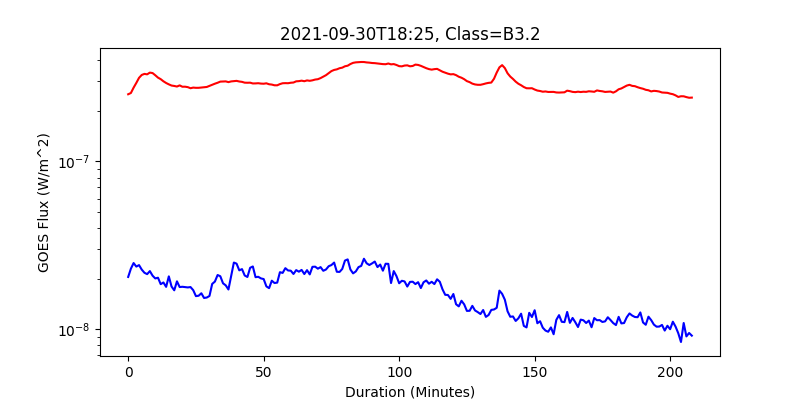 2021-09-30T18:25, Class=B3.2
GOES Flux (W/m^2)
10⁻⁷
10⁻⁸
0 50 100 150 200
Duration (Minutes)